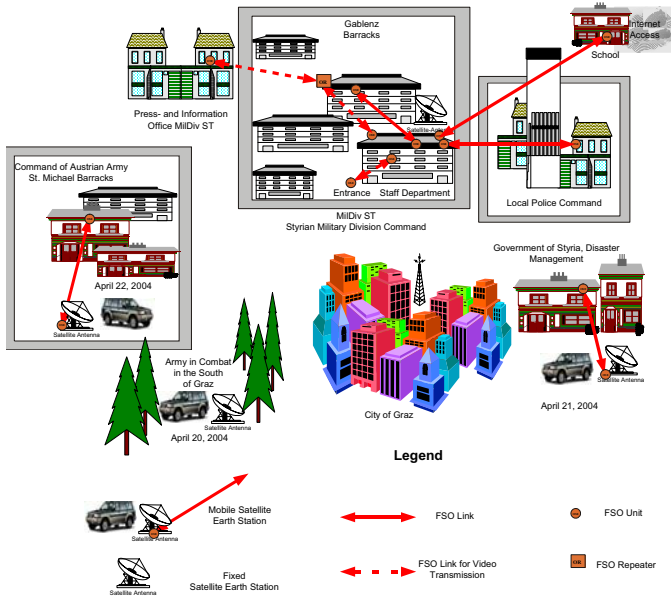 Gablenz
Barracks
Internet
Access
School
Press- and Information
Office MilDiv ST
OR
Satellite-Antenna
Entrance
Staff Department
MilDiv ST
Styrian Military Division Command
Local Police Command
Command of Austrian Army
St. Michael Barracks
April 22, 2004
Satellite Antenna
Government of Styria, Disaster
Management
Satellite Antenna
April 21, 2004
Army in Combat
in the South
of Graz
Satellite Antenna
April 20, 2004
City of Graz
Legend
Mobile Satellite
Earth Station
Satellite Antenna
FSO Link
FSO Unit
Fixed
Satellite Earth Station
Satellite Antenna
FSO Link for Video
Transmission
OR
FSO Repeater